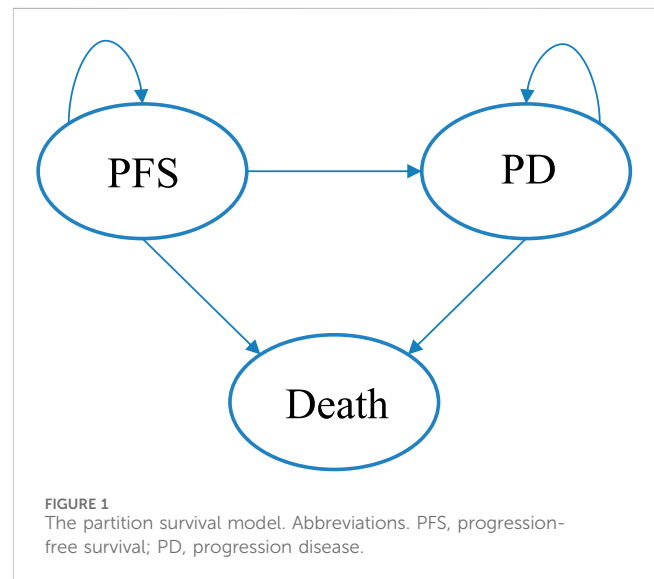 PFS
PD
Death
FIGURE 1
The partition survival model. Abbreviations. PFS, progression-
free survival; PD, progression disease.